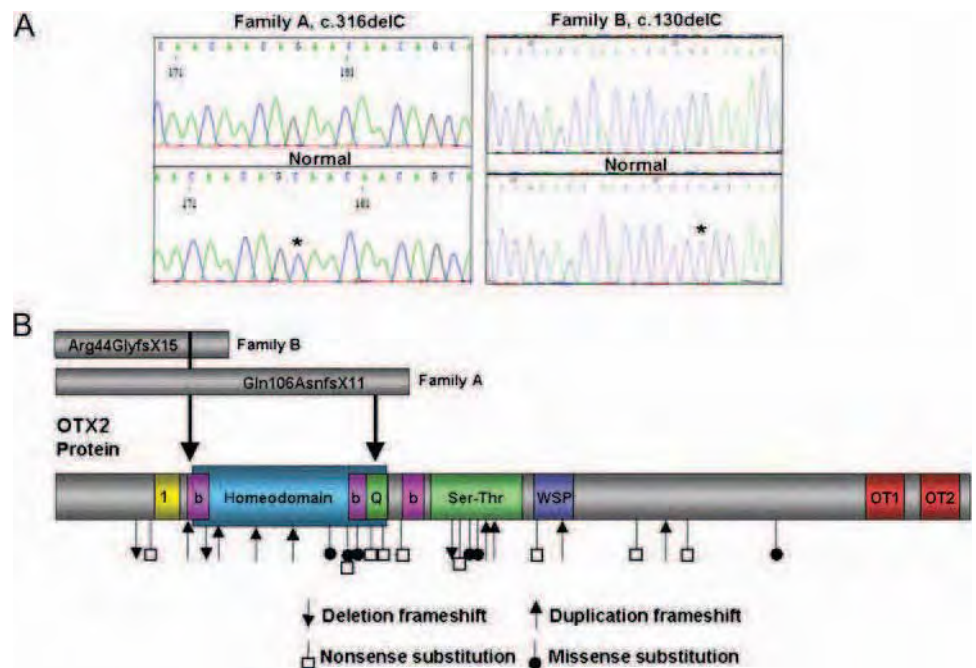 A
Family A, c.316delC
Family B, c.130delC
C A A C A A C A G A A C A A C A G C A
171
181
Normal
A A C A A C A G C A A C A A C A G C A
171
181
*
*
B
Arg44GlyfsX15
Family B
Gln106AsnfsX11
Family A
OTX2
Protein
1
b
Homeodomain
b
Q
b
Ser-Thr
WSP
OT1
OT2
Deletion frameshift
Duplication frameshift
Nonsense substitution
Missense substitution